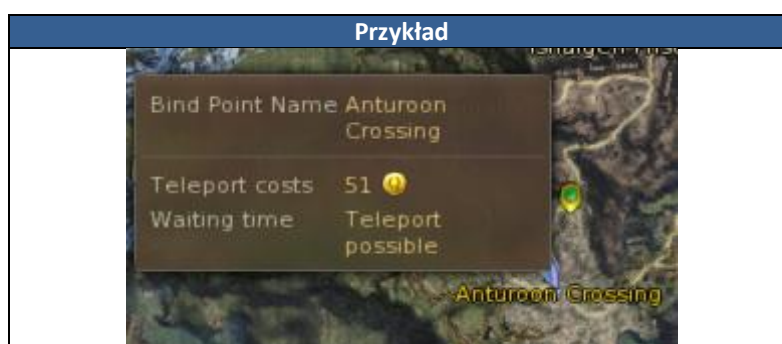 Przykład
Bind Point Name Anturoon
Crossing
Teleport costs 51
Waiting time Teleport
possible
Anturoon Crossing